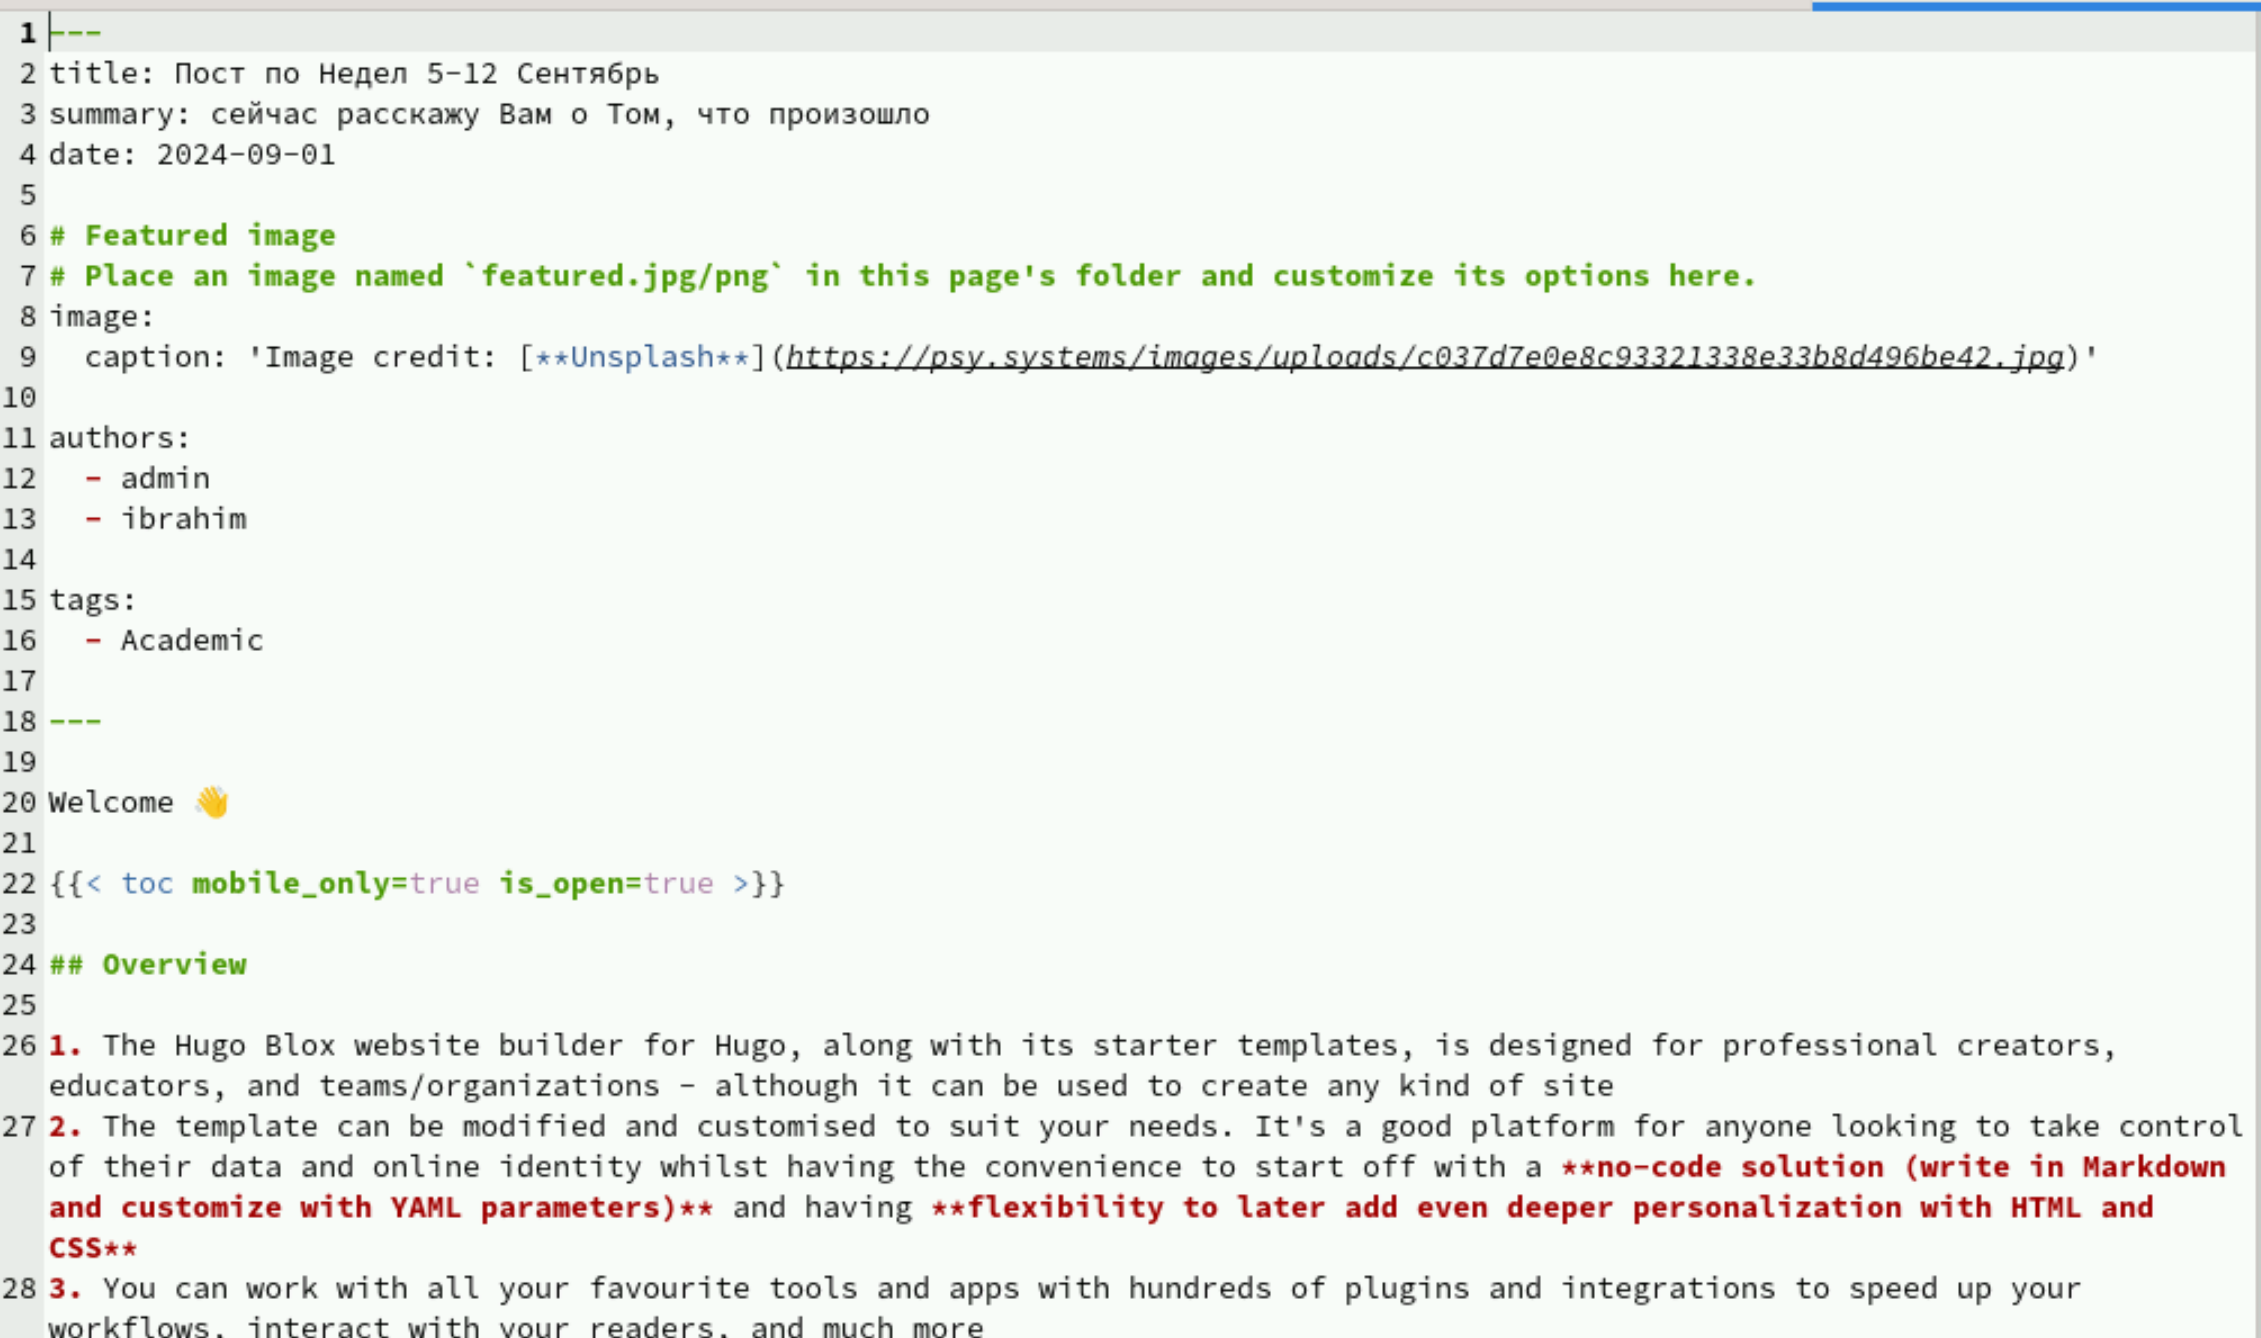 1 ---
2 title: Пост по Недел 5-12 Сентябрь
3 summary: сейчас расскажу Вам о Том, что произошло
4 date: 2024-09-01
5
6 # Featured image
7 # Place an image named `featured.jpg/png` in this page's folder and customize its options here.
8 image:
9   caption: 'Image credit: [**Unsplash**](https://psy.systems/images/uploads/c037d7e0e8c93321338e33b8d496be42.jpg)'
10
11 authors:
12   - admin
13   - ibrahim
14
15 tags:
16   - Academic
17
18 ---
19
20 Welcome 👋
21
22 {{< toc mobile_only=true is_open=true >}}
23
24 ## Overview
25
26 1. The Hugo Blox website builder for Hugo, along with its starter templates, is designed for professional creators,
educators, and teams/organizations - although it can be used to create any kind of site
27 2. The template can be modified and customised to suit your needs. It's a good platform for anyone looking to take control
of their data and online identity whilst having the convenience to start off with a **no-code solution (write in Markdown
and customize with YAML parameters)** and having **flexibility to later add even deeper personalization with HTML and
CSS**
28 3. You can work with all your favourite tools and apps with hundreds of plugins and integrations to speed up your
workflows, interact with your readers, and much more